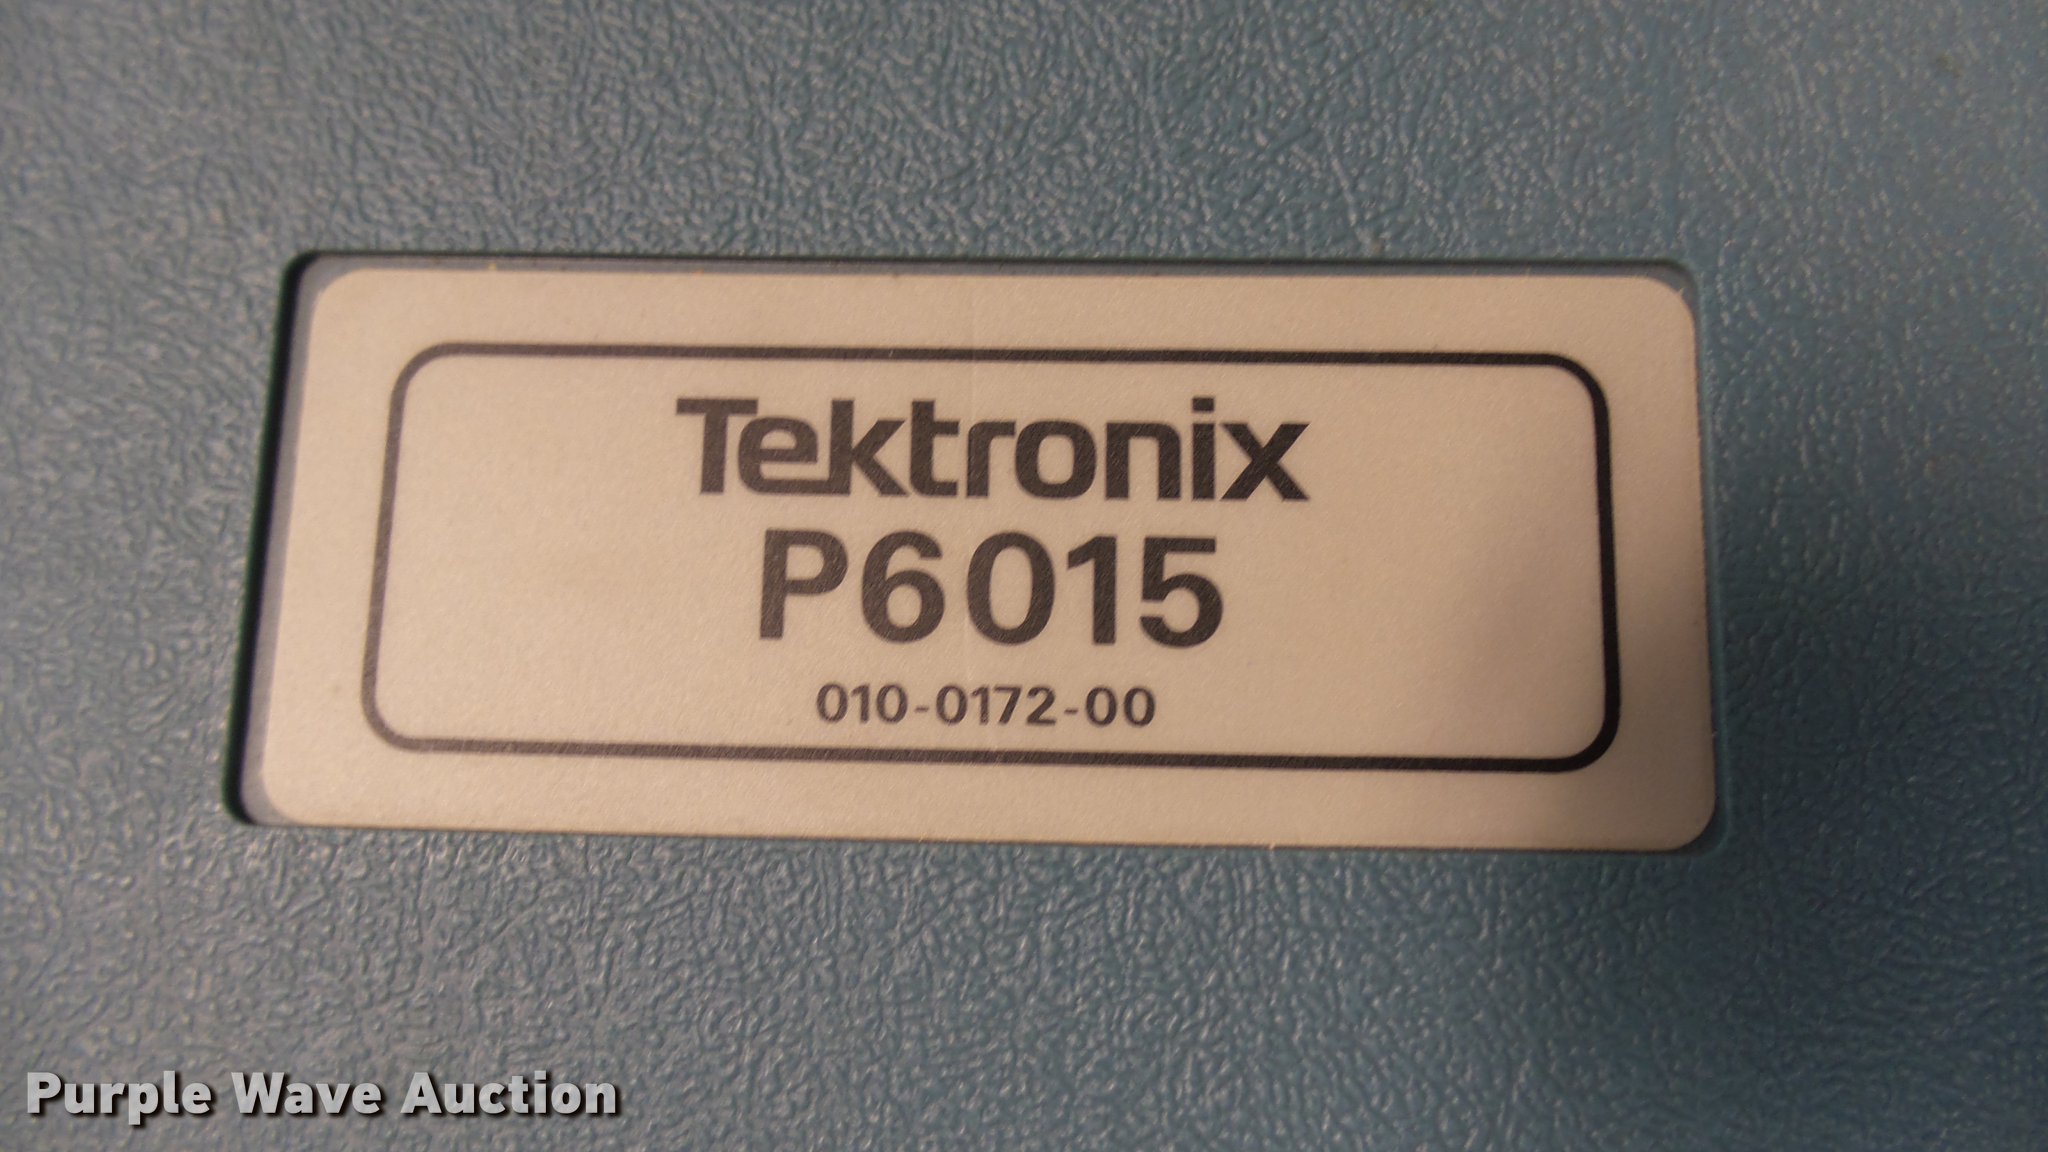 Tektronix
P6015
010-0172-00
Purple Wave Auction